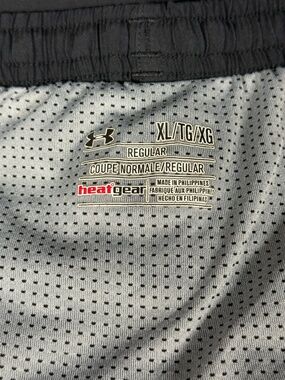 XL/TG/XG
REGULAR
COUPE NORMALE/REGULAR
heatgear
MADE IN PHILIPPINES
FABRIQUÉ AUX PHILIPPINES
HECHO EN FILIPINAS